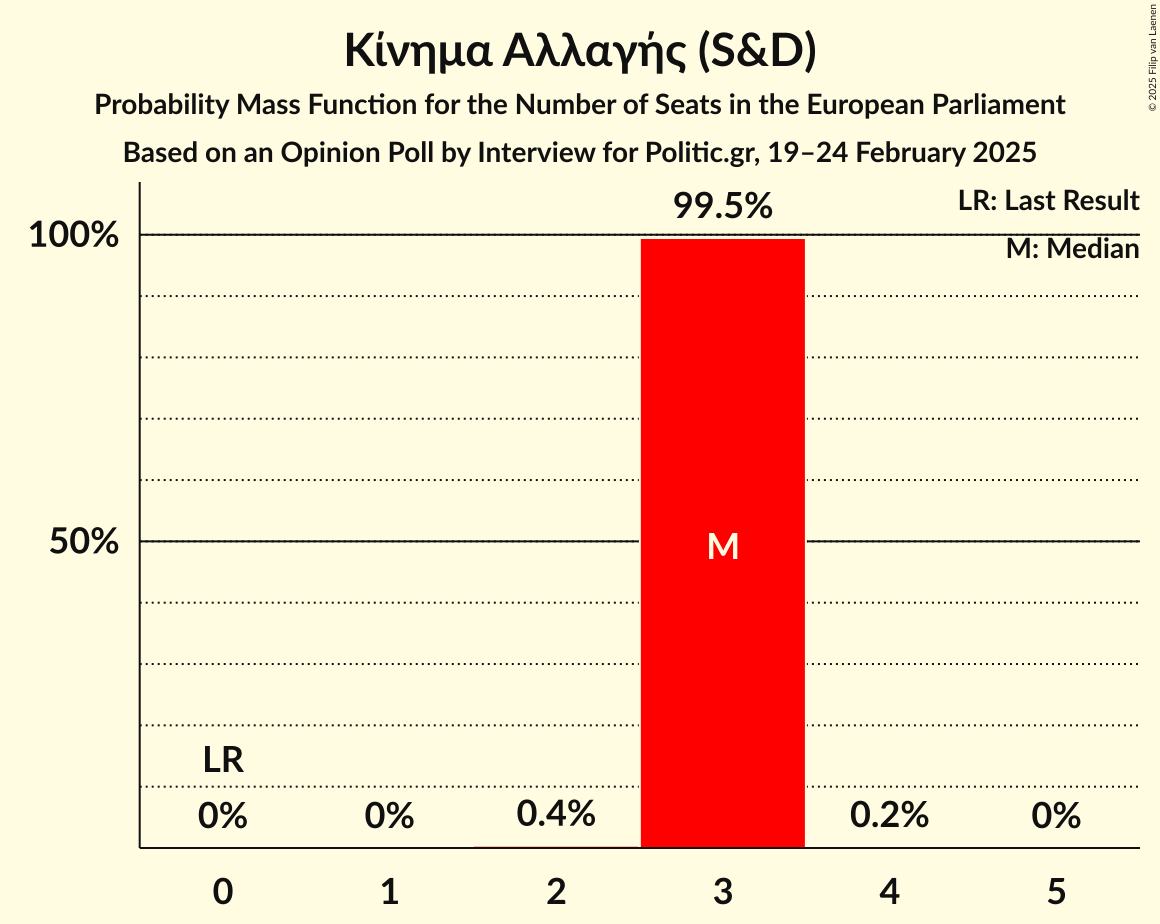 Κίνημα Αλλαγής (S&D)
Probability Mass Function for the Number of Seats in the European Parliament
Based on an Opinion Poll by Interview for Politic.gr, 19–24 February 2025
© 2025 Filip van Laenen
99.5%
LR: Last Result
100%
M: Median
50%
M
LR
0%
0%
0.4%
0.2%
0%
0
1
2
3
4
5